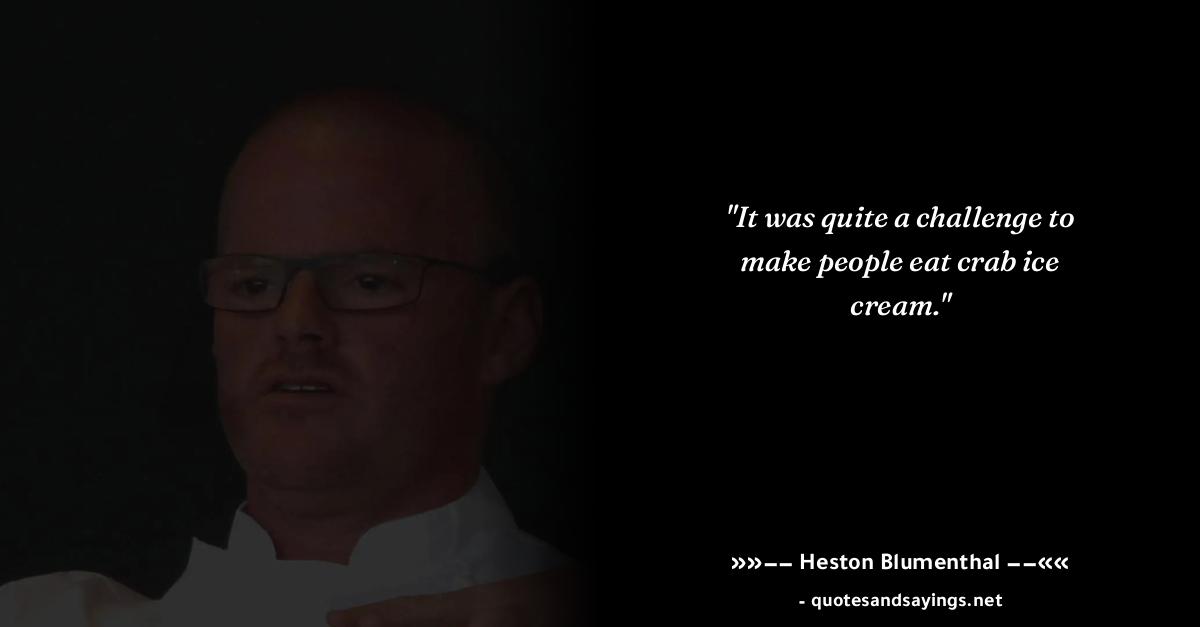 "It was quite a challenge to
make people eat crab ice
cream."
»»–– Heston Blumenthal ––««
- quotesandsayings.net